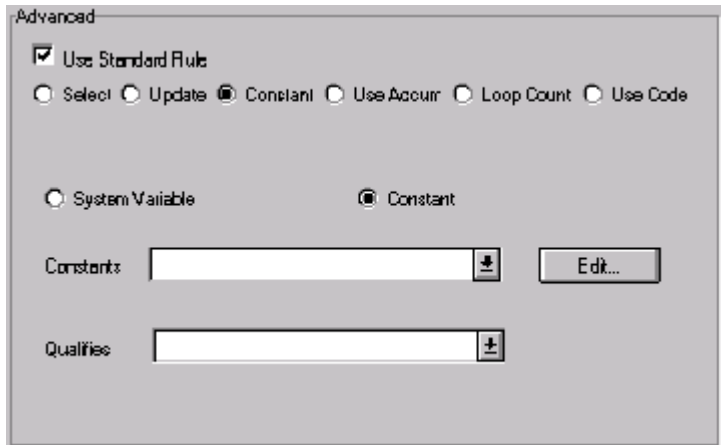 Advanced
Use Standard Rule
Select Update Constant Use Accum Loop Count Use Code
System Variable Constant
Constants Edit...
Qualifies